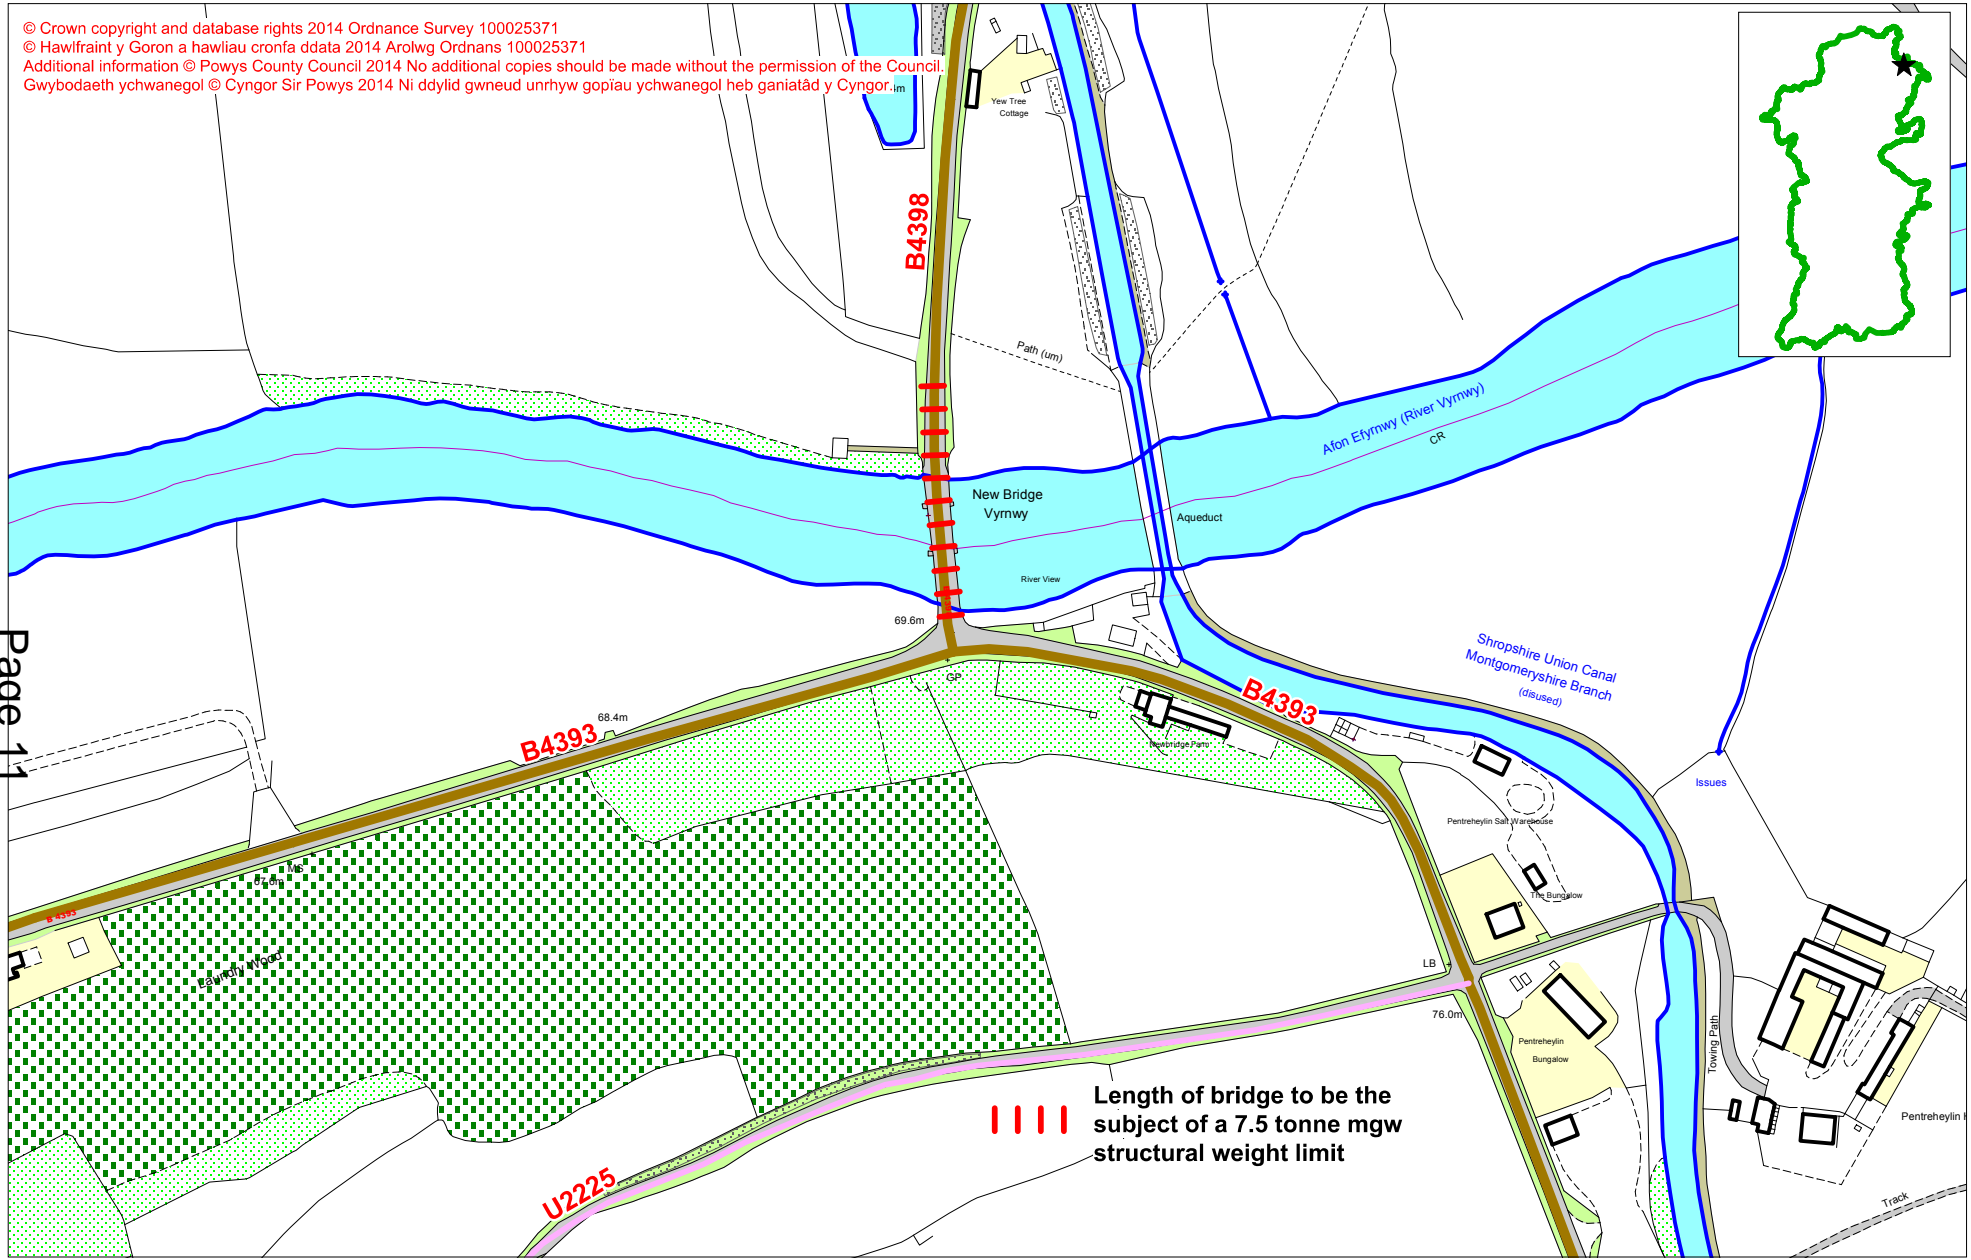 © Crown copyright and database rights 2014 Ordnance Survey 100025371
© Hawlfraint y Goron a hawliau cronfa ddata 2014 Arolwg Ordnans 100025371
Additional information © Powys County Council 2014 No additional copies should be made without the permission of the Council.
Gwybodaeth ychwanegol © Cyngor Sir Powys 2014 Ni ddylid gwneud unrhyw gopïau ychwanegol heb ganiatâd y Cyngor.
Yew Tree
Cottage
B4398
Path (um)
Afon Efyrnwy (River Vyrnwy)
CR
New Bridge
Vyrnwy
Aqueduct
River View
69.6m
Page 11
GP
Shropshire Union Canal
Montgomeryshire Branch
(disused)
B4393
68.4m
B4393
Newbridge Farm
Issues
Pentreheylin Salt Warehouse
MS
67.6m
B 4393
The Bungalow
Laundry Wood
LB
76.0m
Pentreheylin
Bungalow
Towing Path
Length of bridge to be the
subject of a 7.5 tonne mgw
structural weight limit
Pentreheylin
U2225
Track